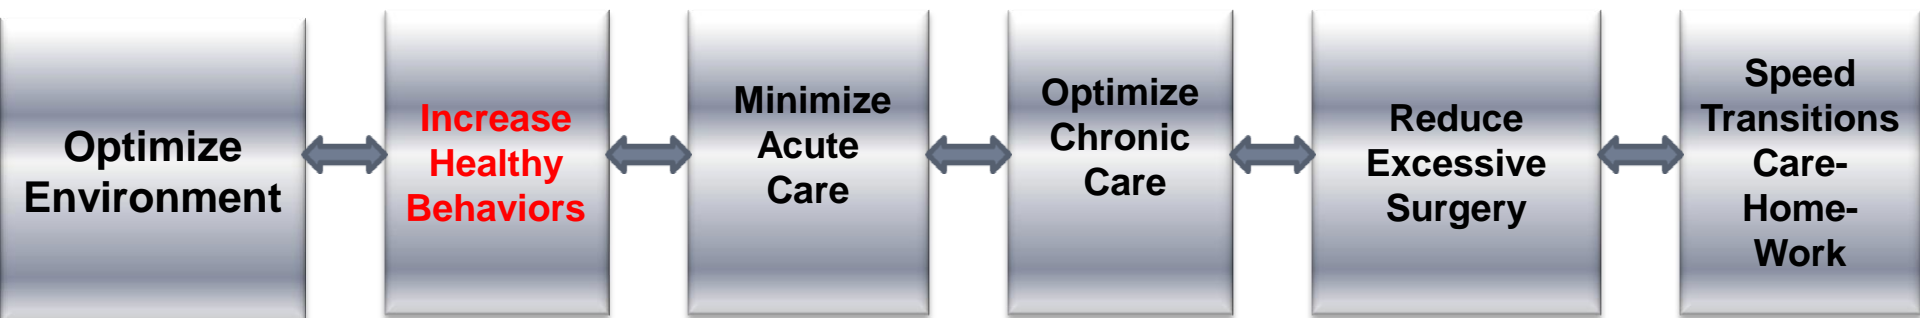 Optimize
Environment
Increase
Healthy
Behaviors
Minimize
Acute
Care
Optimize
Chronic
Care
Reduce
Excessive
Surgery
Speed
Transitions
Care-
Home-
Work